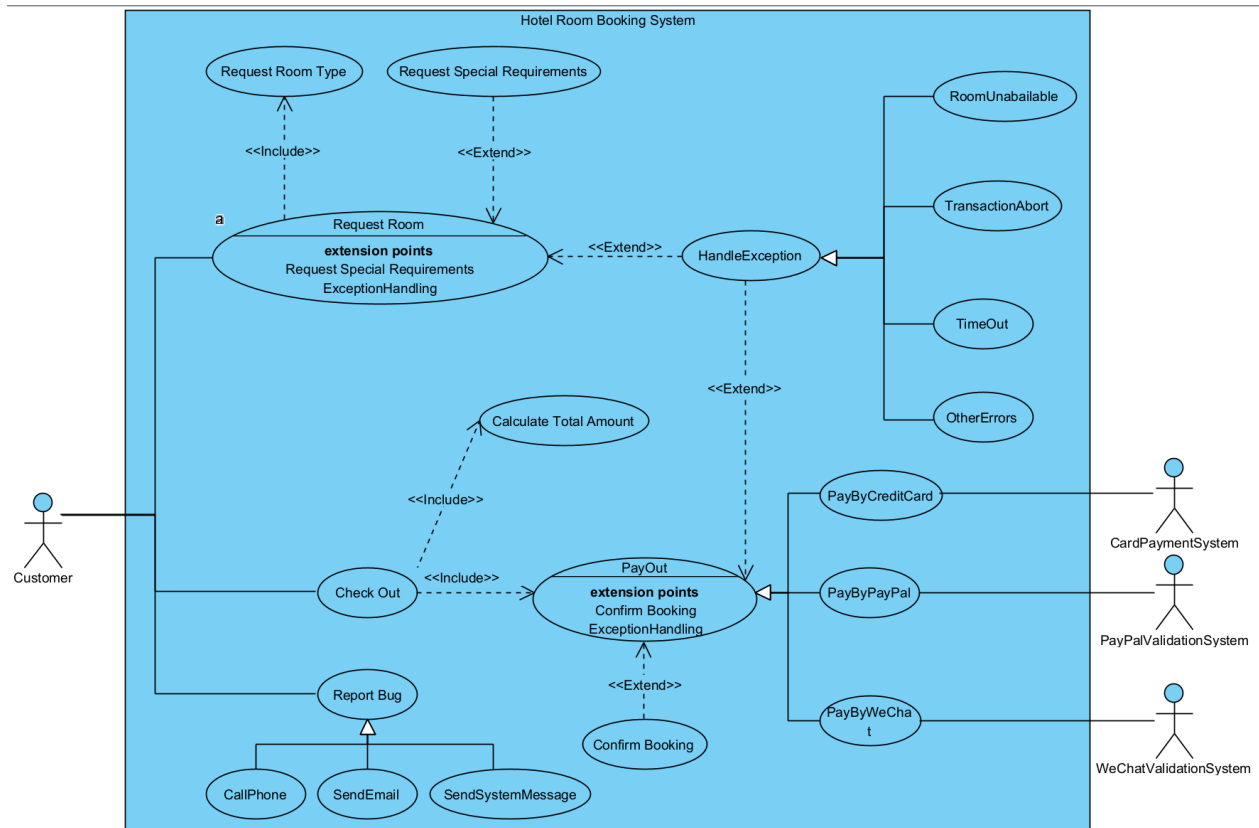 Hotel Room Booking System
Request Room Type
Request Special Requirements
RoomUnabailable
<<Include>>
<<Extend>>
TransactionAbort
a
Request Room
extension points
Request Special Requirements
ExceptionHandling
<<Extend>>
HandleException
TimeOut
<<Extend>>
OtherErrors
Calculate Total Amount
<<Include>>
PayByCreditCard
CardPaymentSystem
Customer
Check Out
<<Include>>
PayOut
extension points
Confirm Booking
ExceptionHandling
PayByPayPal
PayPalValidationSystem
<<Extend>>
Report Bug
PayByWeCha
t
Confirm Booking
WeChatValidationSystem
CallPhone
SendEmail
SendSystemMessage